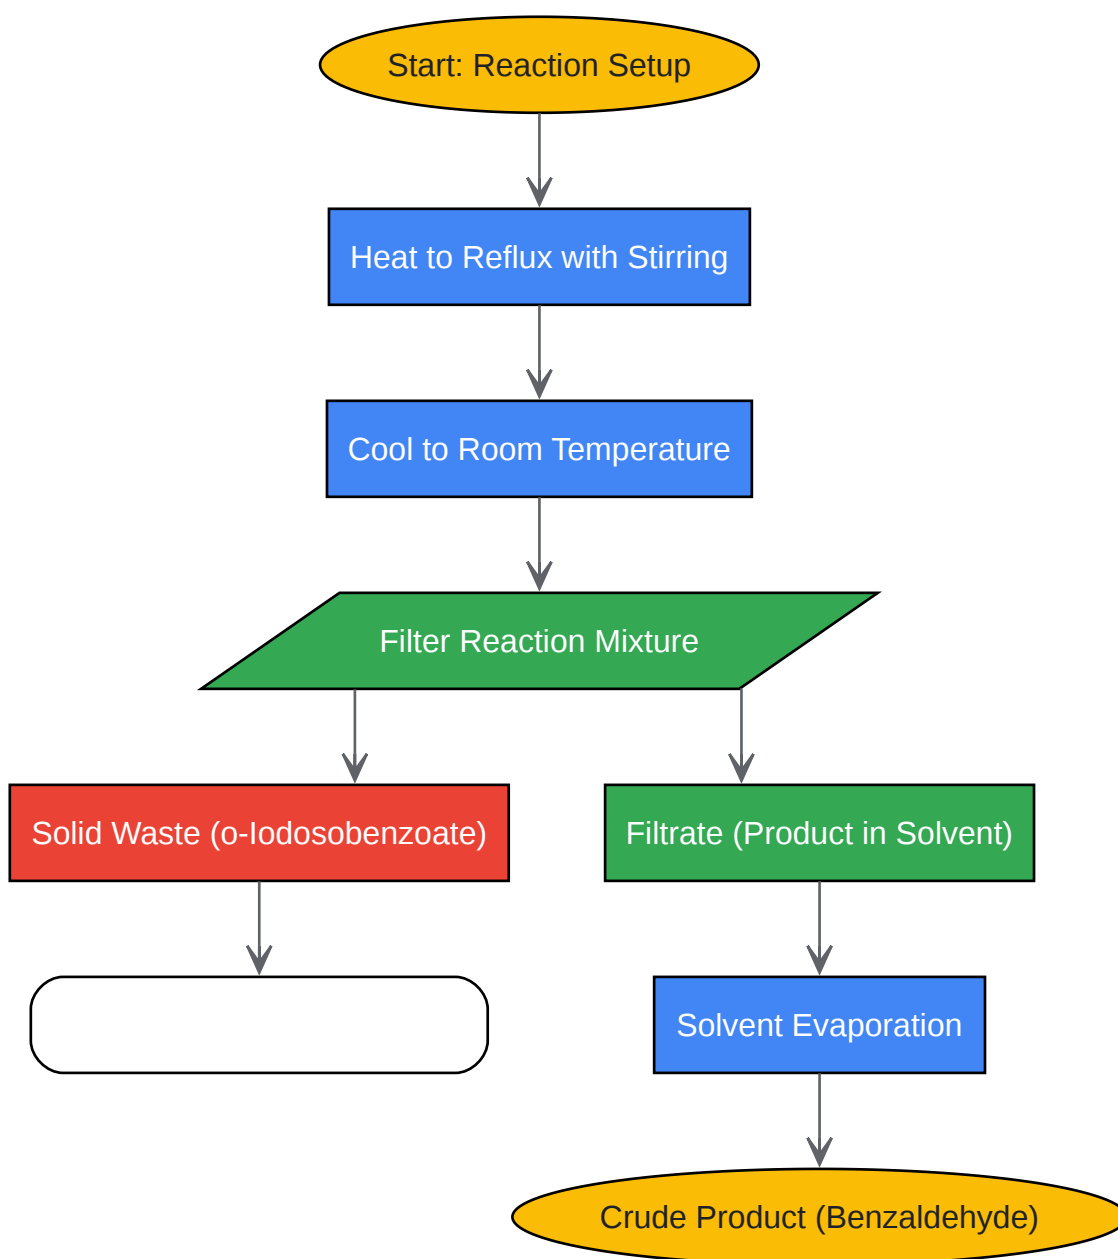 Start: Reaction Setup
Heat to Reflux with Stirring
Cool to Room Temperature
Filter Reaction Mixture
Solid Waste (o-Iodosobenzoate)
Filtrate (Product in Solvent)
Solvent Evaporation
Crude Product (Benzaldehyde)